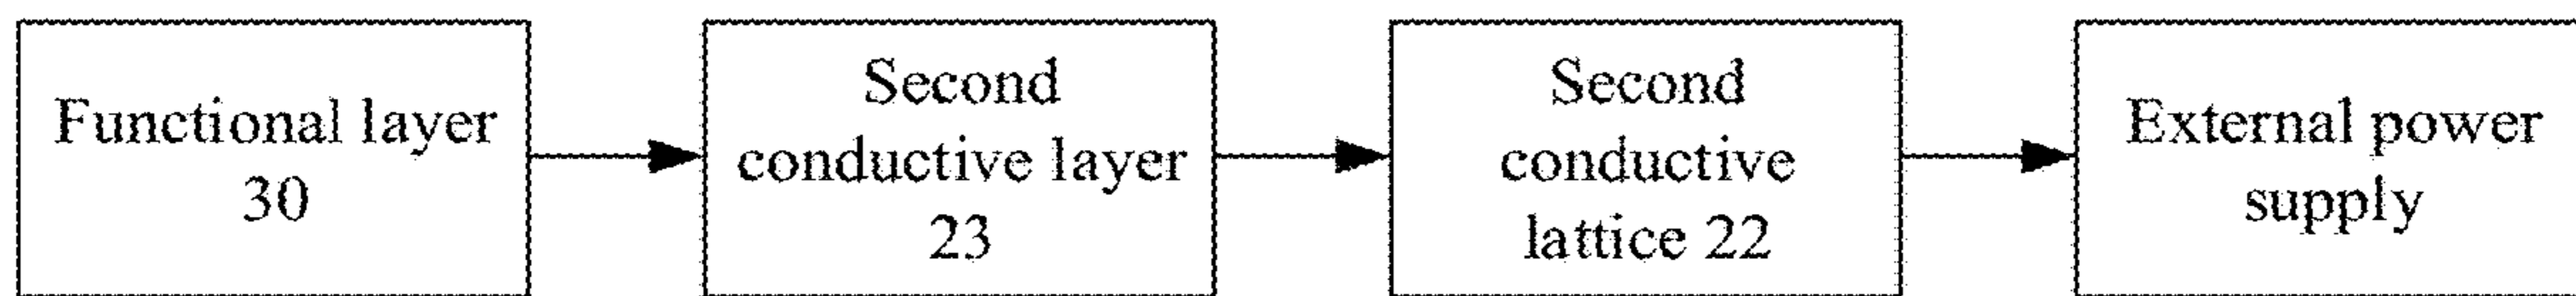 Functional layer
30
Second
conductive layer
23
Second
conductive
lattice 22
External power
supply